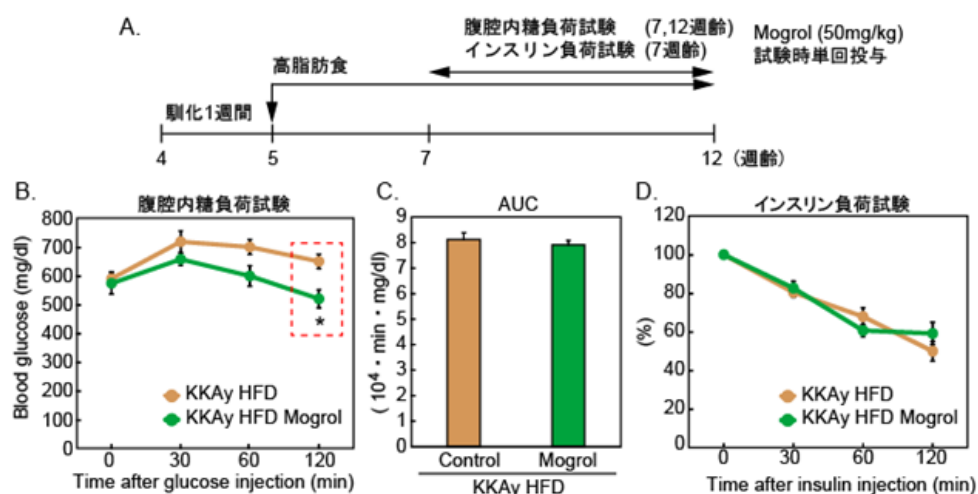 A.
腹腔内糖負荷試験 (7,12週齢)
インスリン負荷試験 (7週齢)
Mogrol (50mg/kg)
試験時単回投与
高脂肪食
馴化1週間
4 5 7 12 (週齢)
B. 腹腔内糖負荷試験
Blood glucose (mg/dl)
800
700
600
500
400
300
200
100
0
*
KKAy HFD
KKAy HFD Mogrol
0 30 60 120
Time after glucose injection (min)
C. AUC
(10⁴・min・mg/dl)
9
8
7
6
5
4
3
2
1
0
Control Mogrol
KKAy HFD
D. インスリン負荷試験
(%)
120
100
80
60
40
20
0
KKAy HFD
KKAy HFD Mogrol
0 30 60 120
Time after insulin injection (min)